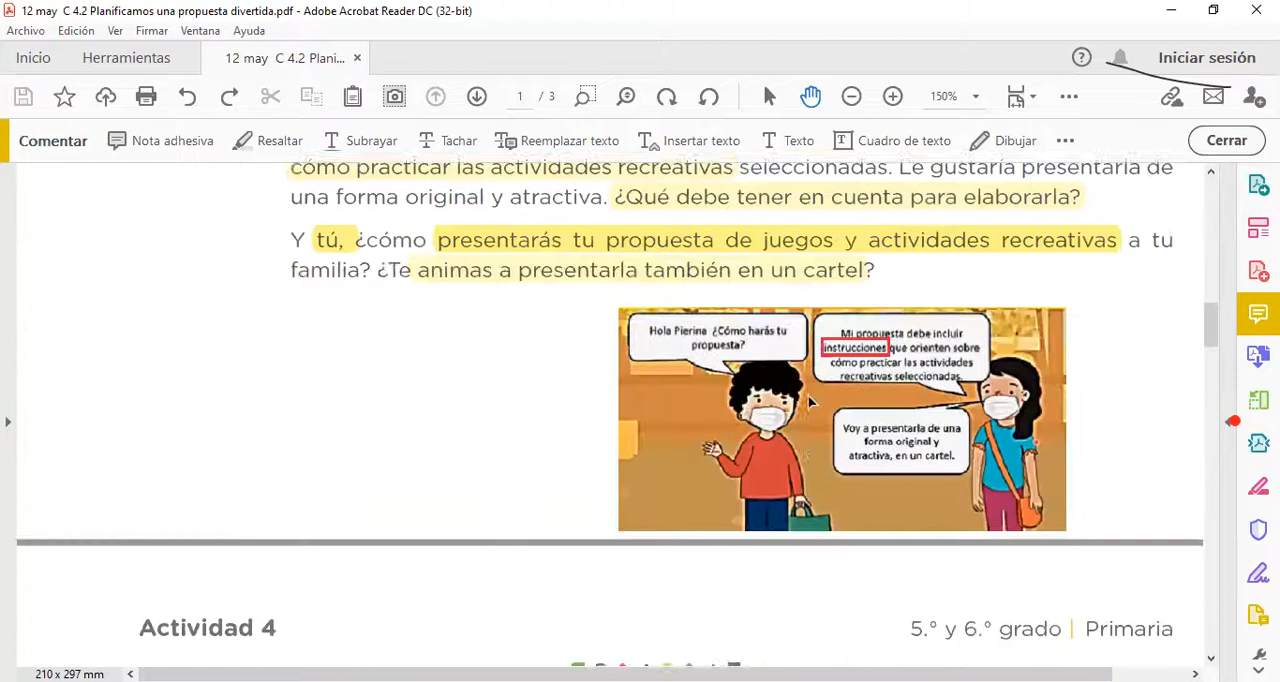 12 may C 4.2 Planificamos una propuesta divertida.pdf - Adobe Acrobat Reader DC (32-bit)
Archivo Edición Ver Firmar Ventana Ayuda
Inicio Herramientas 12 may C 4.2 Plani... × Iniciar sesión
1 / 3 150%
Comentar Nota adhesiva Resaltar Subrayar Tachar Reemplazar texto Insertar texto Texto Cuadro de texto Dibujar Cerrar
cómo practicar las actividades recreativas seleccionadas. Le gustaría presentarla de
una forma original y atractiva. ¿Qué debe tener en cuenta para elaborarla?
Y tú, ¿cómo presentarás tu propuesta de juegos y actividades recreativas a tu
familia? ¿Te animas a presentarla también en un cartel?
Hola Pierina ¿Cómo harás tu
propuesta?
Mi propuesta debe incluir
instrucciones que orienten sobre
cómo practicar las actividades
recreativas seleccionadas.
Voy a presentarla de una
forma original y
atractiva, en un cartel.
Actividad 4
5.° y 6.° grado | Primaria
210 x 297 mm